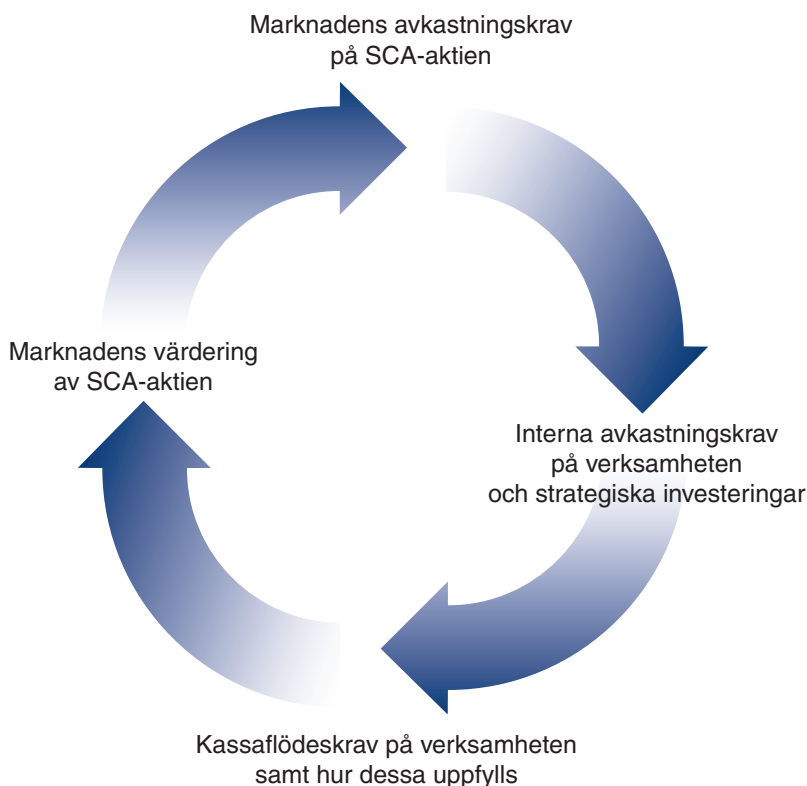 Marknadens avkastningskrav
på SCA-aktien
Marknadens värdering
av SCA-aktien
Interna avkastningskrav
på verksamheten
och strategiska investeringar
Kassaflödeskrav på verksamheten
samt hur dessa uppfylls